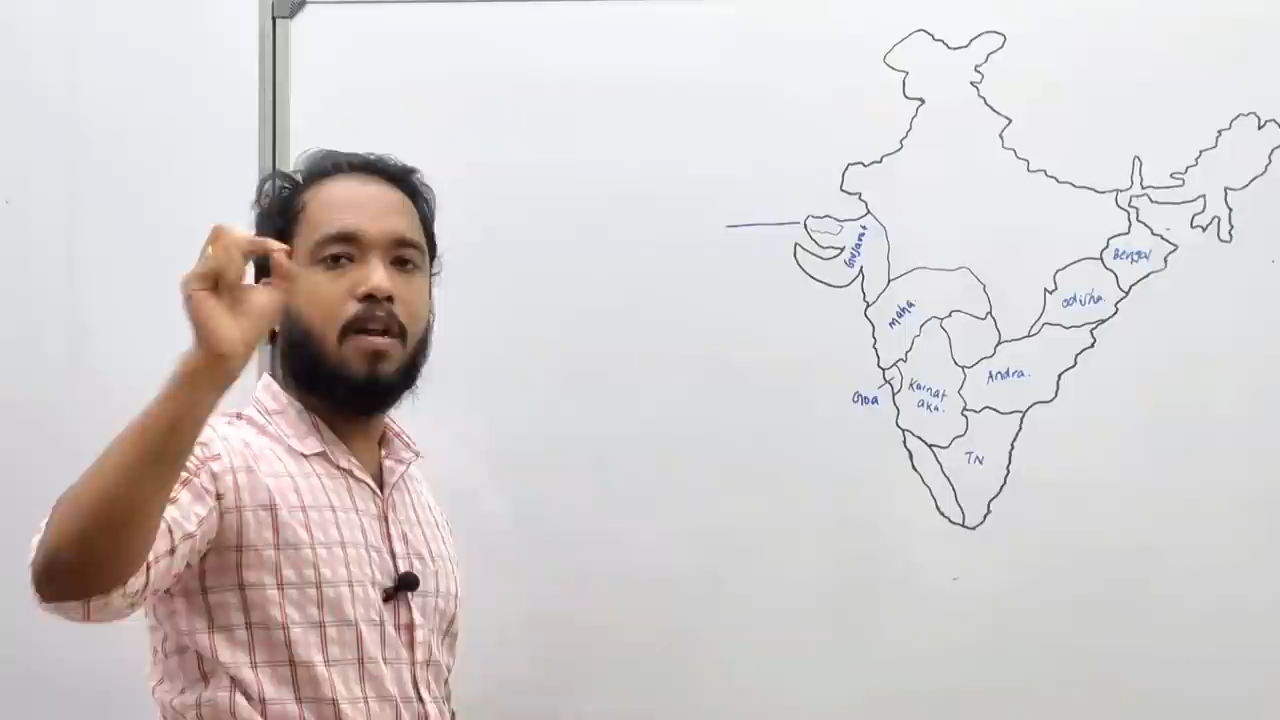 Gujarat
Bengal
odisha.
maha.
Andra.
Karnat
aka.
Goa
TN